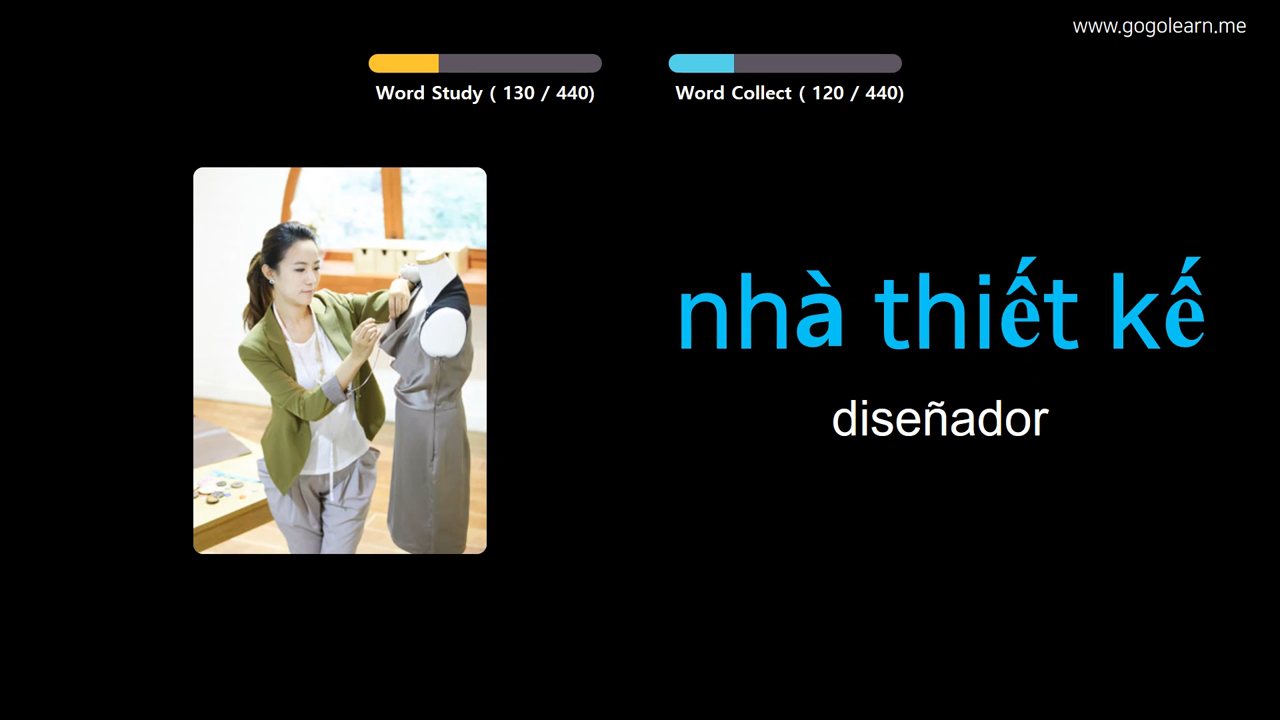 www.gogolearn.me
Word Study ( 130 / 440)
Word Collect ( 120 / 440)
nhà thiết kế
diseñador